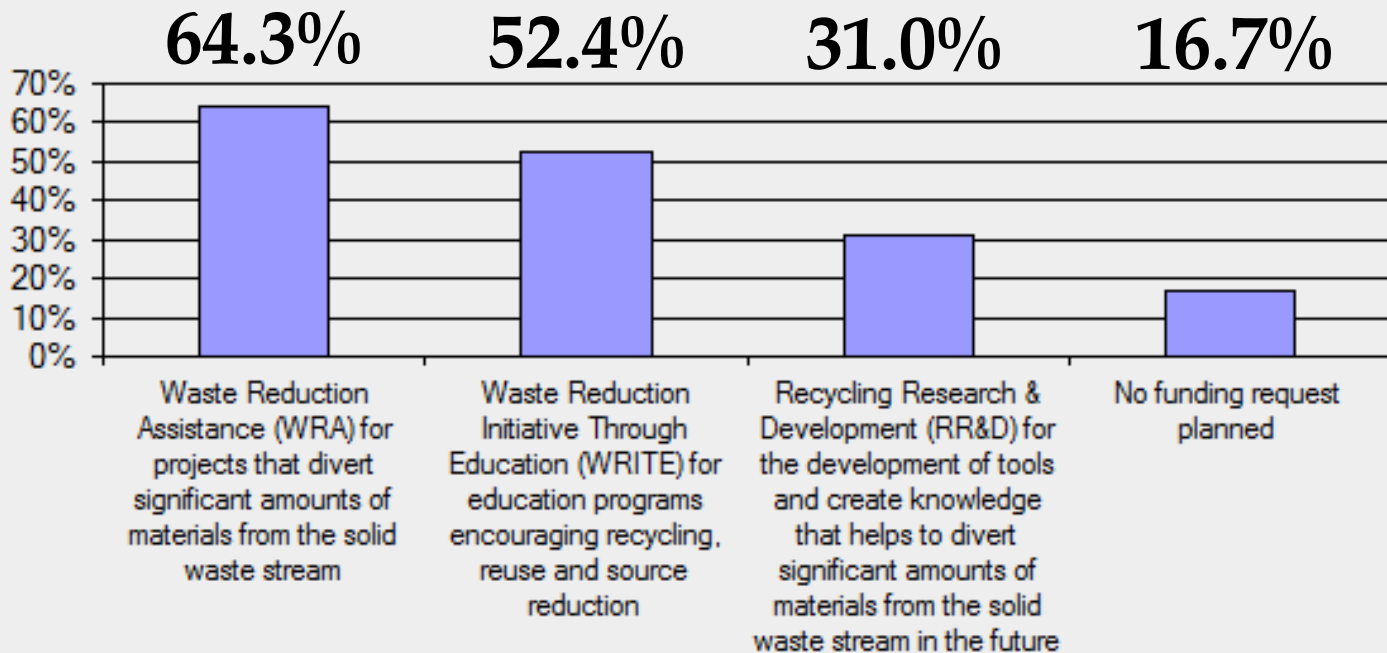 64.3% 52.4% 31.0% 16.7%
70%
60%
50%
40%
30%
20%
10%
0%
Waste Reduction
Assistance (WRA) for
projects that divert
significant amounts of
materials from the solid
waste stream
Waste Reduction
Initiative Through
Education (WRITE) for
education programs
encouraging recycling,
reuse and source
reduction
Recycling Research &
Development (RR&D) for
the development of tools
and create knowledge
that helps to divert
significant amounts of
materials from the solid
waste stream in the future
No funding request
planned